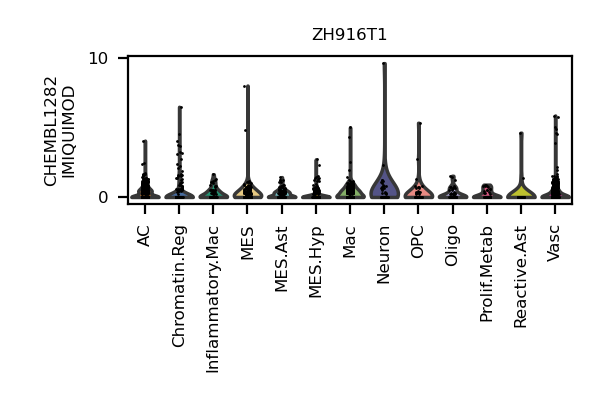 ZH916T1
CHEMBL1282
IMIQUIMOD
10
0
AC
Chromatin.Reg
Inflammatory.Mac
MES
MES.Ast
MES.Hyp
Mac
Neuron
OPC
Oligo
Prolif.Metab
Reactive.Ast
Vasc